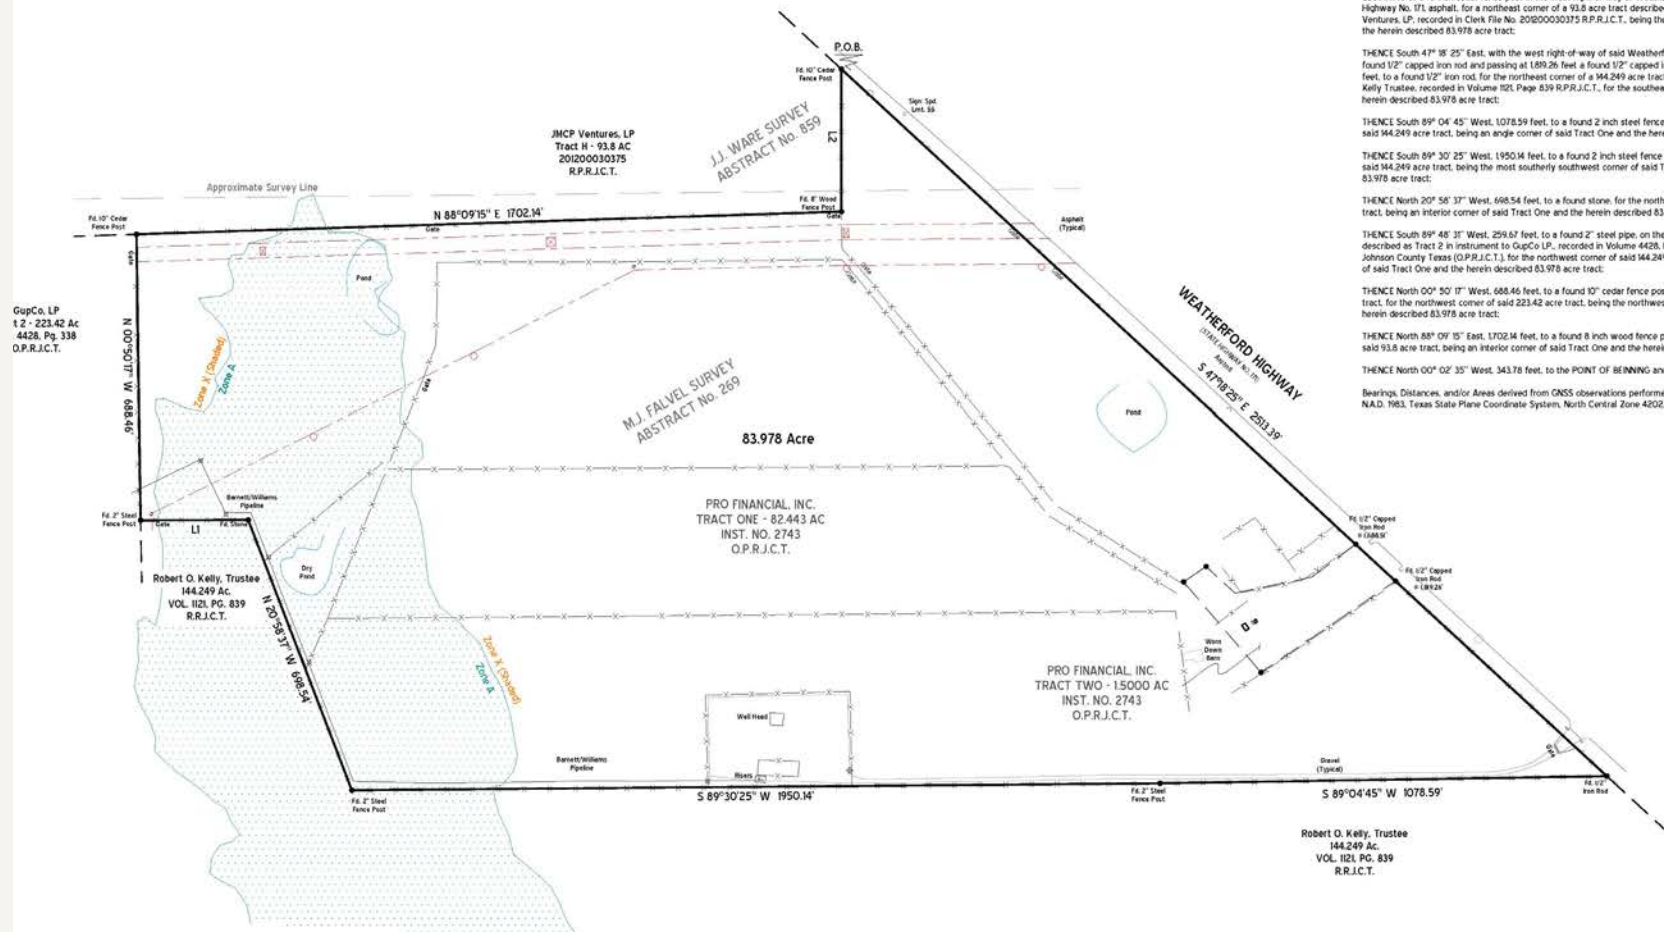 P.O.B.
Fd. 10" Cedar
Fence Post
Sign: Spd.
Lmt. 55
L2
J.J. WARE SURVEY
ABSTRACT No. 859
JMCP Ventures, LP
Tract H - 93.8 AC
201200030375
R.P.R.J.C.T.
Approximate Survey Line
Fd. 10" Cedar
Fence Post
N 88°09'15" E 1702.14'
Gate
Fd. 8" Wood
Fence Post
Gate
Asphalt
(Typical)
Gate
Gate
Gate
Gate
Pond
GupCo, LP
t 2 - 223.42 Ac
4428, Pg. 338
O.P.R.J.C.T.
N 00°50'17" W 688.46'
Zone X (Shaded)
Zone A
Gate
M.J. FALVEL SURVEY
ABSTRACT No. 269
83.978 Acre
WEATHERFORD HIGHWAY
(STATE HIGHWAY NO. 171)
S 47°18'25" E 2513.39'
Pond
Barnett/Williams
Pipeline
Fd. 2" Steel
Fence Post
Gate
Fd. Stone
L1
PRO FINANCIAL, INC.
TRACT ONE - 82.443 AC
INST. NO. 2743
O.P.R.J.C.T.
Fd. 1/2" Capped
Iron Rod
Dry
Pond
Robert O. Kelly, Trustee
144.249 Ac.
VOL. 1121, PG. 839
R.R.J.C.T.
N 20°58'37" W 698.54'
Fd. 1/2" Capped
Iron Rod
@ 1,819.26'
Zone X (Shaded)
Zone A
Worn
Down
Barn
PRO FINANCIAL, INC.
TRACT TWO - 1.5000 AC
INST. NO. 2743
O.P.R.J.C.T.
Well Head
Risers
Barnett/Williams
Pipeline
Gravel
(Typical)
Gate
Fd. 2" Steel
Fence Post
S 89°30'25" W 1950.14'
Fd. 2" Steel
Fence Post
S 89°04'45" W 1078.59'
Fd. 1/2"
Iron Rod
Robert O. Kelly, Trustee
144.249 Ac.
VOL. 1121, PG. 839
R.R.J.C.T.
Highway No. 171, asphalt, for a northeast corner of a 93.8 acre tract described
Ventures, LP, recorded in Clerk File No. 201200030375 R.P.R.J.C.T., being the
the herein described 83.978 acre tract;
THENCE South 47° 18' 25" East, with the west right-of-way of said Weatherf
found 1/2" capped iron rod and passing at 1,819.26 feet a found 1/2" capped i
feet, to a found 1/2" iron rod, for the northeast corner of a 144.249 acre trac
Kelly Trustee, recorded in Volume 1121, Page 839 R.P.R.J.C.T., for the southea
herein described 83.978 acre tract;
THENCE South 89° 04' 45" West, 1,078.59 feet, to a found 2 inch steel fence
said 144.249 acre tract, being an angle corner of said Tract One and the here
THENCE South 89° 30' 25" West, 1,950.14 feet, to a found 2 inch steel fence
said 144.249 acre tract, being the most southerly southwest corner of said T
83.978 acre tract;
THENCE North 20° 58' 37" West, 698.54 feet, to a found stone, for the north
tract, being an interior corner of said Tract One and the herein described 83
THENCE South 89° 48' 31" West, 259.67 feet, to a found 2" steel pipe, on the
described as Tract 2 in instrument to GupCo LP., recorded in Volume 4428,
Johnson County Texas (O.P.R.J.C.T.), for the northwest corner of said 144.24
of said Tract One and the herein described 83.978 acre tract;
THENCE North 00° 50' 17" West, 688.46 feet, to a found 10" cedar fence pos
tract, for the northwest corner of said 223.42 acre tract, being the northwes
herein described 83.978 acre tract;
THENCE North 88° 09' 15" East, 1,702.14 feet, to a found 8 inch wood fence p
said 93.8 acre tract, being an interior corner of said Tract One and the herein
THENCE North 00° 02' 35" West, 343.78 feet, to the POINT OF BEINNING an
Bearings, Distances, and/or Areas derived from GNSS observations performe
N.A.D. 1983, Texas State Plane Coordinate System, North Central Zone 4202,